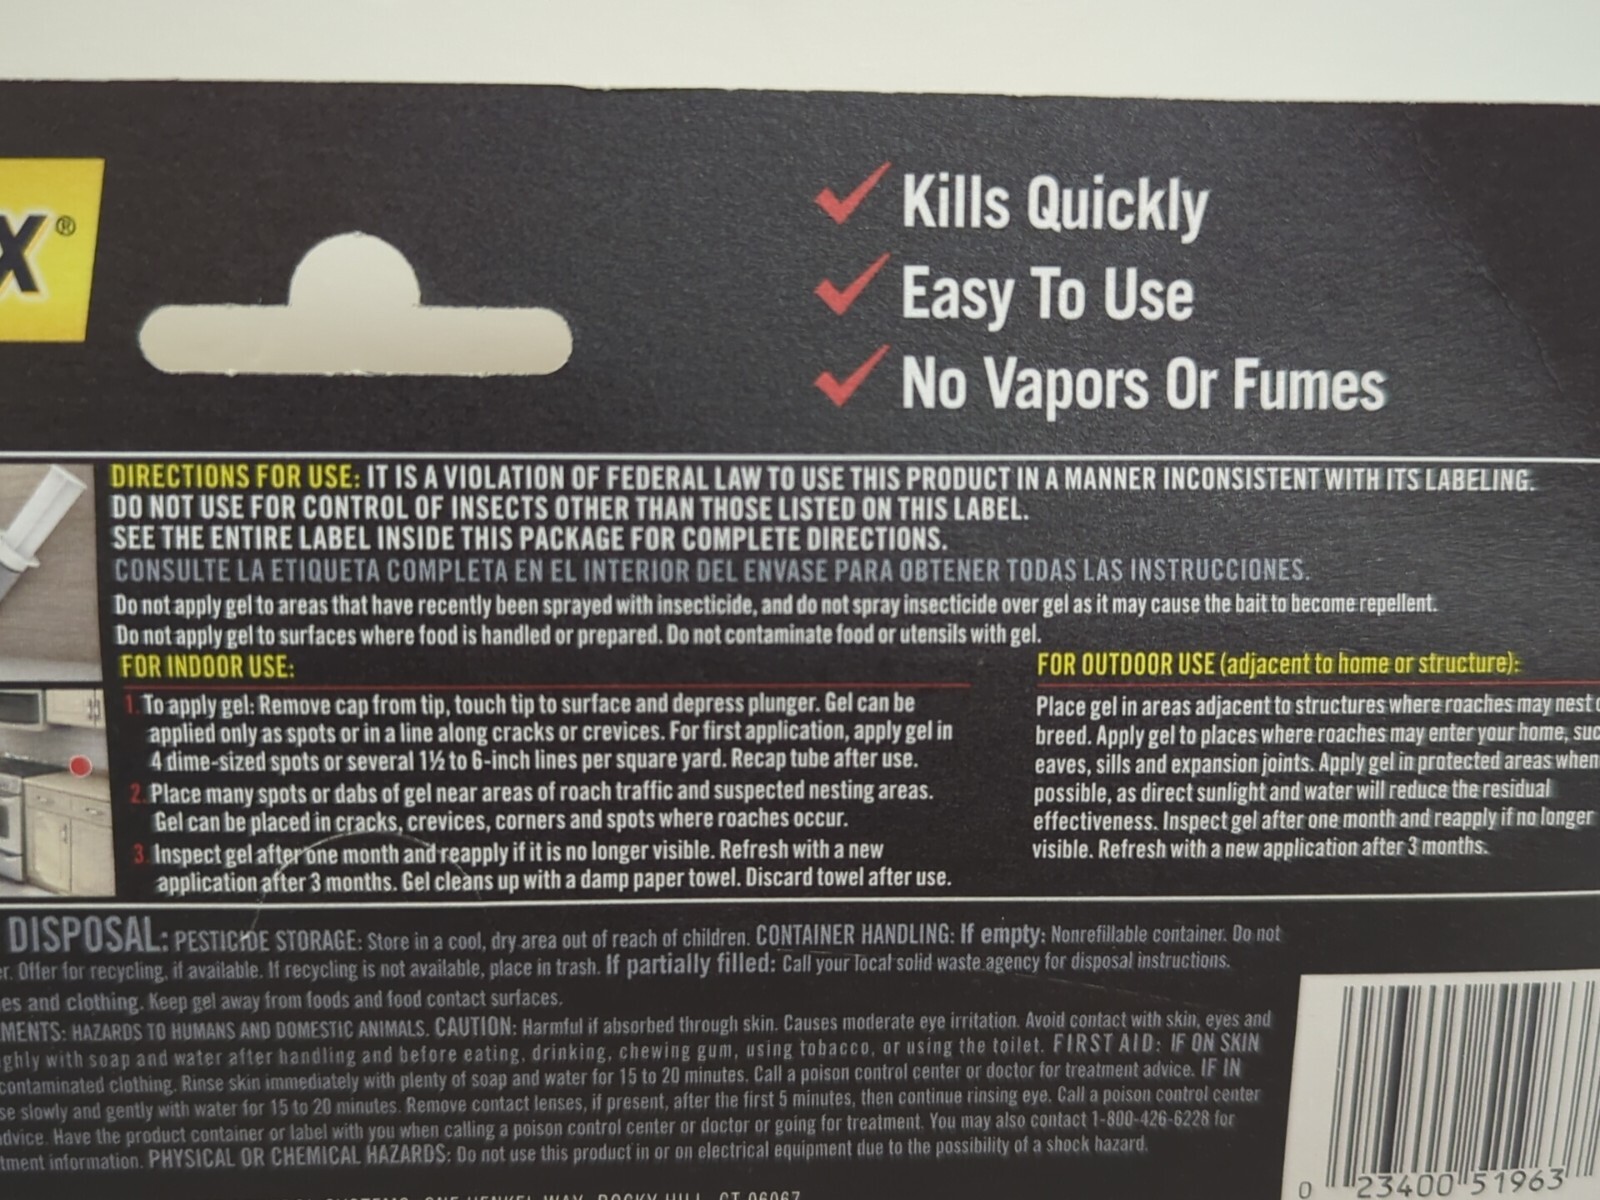 X®
Kills Quickly
Easy To Use
No Vapors Or Fumes
DIRECTIONS FOR USE: IT IS A VIOLATION OF FEDERAL LAW TO USE THIS PRODUCT IN A MANNER INCONSISTENT WITH ITS LABELING.
DO NOT USE FOR CONTROL OF INSECTS OTHER THAN THOSE LISTED ON THIS LABEL.
SEE THE ENTIRE LABEL INSIDE THIS PACKAGE FOR COMPLETE DIRECTIONS.
CONSULTE LA ETIQUETA COMPLETA EN EL INTERIOR DEL ENVASE PARA OBTENER TODAS LAS INSTRUCCIONES.
Do not apply gel to areas that have recently been sprayed with insecticide, and do not spray insecticide over gel as it may cause the bait to become repellent.
Do not apply gel to surfaces where food is handled or prepared. Do not contaminate food or utensils with gel.
FOR INDOOR USE:
1. To apply gel: Remove cap from tip, touch tip to surface and depress plunger. Gel can be
applied only as spots or in a line along cracks or crevices. For first application, apply gel in
4 dime-sized spots or several 1½ to 6-inch lines per square yard. Recap tube after use.
2. Place many spots or dabs of gel near areas of roach traffic and suspected nesting areas.
Gel can be placed in cracks, crevices, corners and spots where roaches occur.
3. Inspect gel after one month and reapply if it is no longer visible. Refresh with a new
application after 3 months. Gel cleans up with a damp paper towel. Discard towel after use.
FOR OUTDOOR USE (adjacent to home or structure):
Place gel in areas adjacent to structures where roaches may nest
breed. Apply gel to places where roaches may enter your home, suc
eaves, sills and expansion joints. Apply gel in protected areas when
possible, as direct sunlight and water will reduce the residual
effectiveness. Inspect gel after one month and reapply if no longer
visible. Refresh with a new application after 3 months.
DISPOSAL: PESTICIDE STORAGE: Store in a cool, dry area out of reach of children. CONTAINER HANDLING: If empty: Nonrefillable container. Do not
er. Offer for recycling, if available. If recycling is not available, place in trash. If partially filled: Call your local solid waste agency for disposal instructions.
es and clothing. Keep gel away from foods and food contact surfaces.
MENTS: HAZARDS TO HUMANS AND DOMESTIC ANIMALS. CAUTION: Harmful if absorbed through skin. Causes moderate eye irritation. Avoid contact with skin, eyes and
ghly with soap and water after handling and before eating, drinking, chewing gum, using tobacco, or using the toilet. FIRST AID: IF ON SKIN
contaminated clothing. Rinse skin immediately with plenty of soap and water for 15 to 20 minutes. Call a poison control center or doctor for treatment advice. IF IN
se slowly and gently with water for 15 to 20 minutes. Remove contact lenses, if present, after the first 5 minutes, then continue rinsing eye. Call a poison control center
dvice. Have the product container or label with you when calling a poison control center or doctor or going for treatment. You may also contact 1-800-426-6228 for
tment information. PHYSICAL OR CHEMICAL HAZARDS: Do not use this product in or on electrical equipment due to the possibility of a shock hazard.
SYSTEMS, ONE HENKEL WAY, ROCKY HILL, CT 06067
0 23400 51963